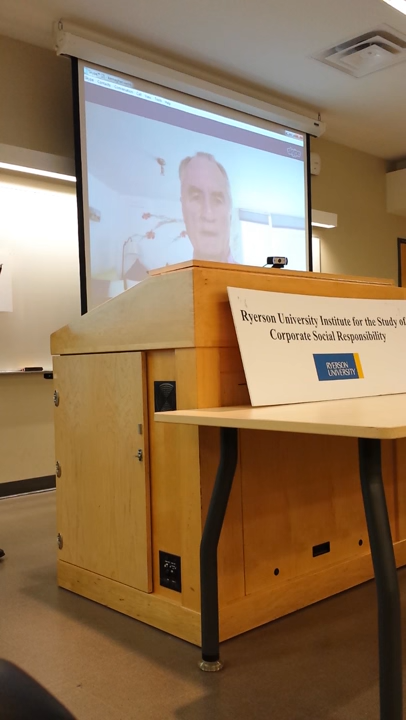 Ryerson University Institute for the Study of
Corporate Social Responsibility
RYERSON
UNIVERSITY